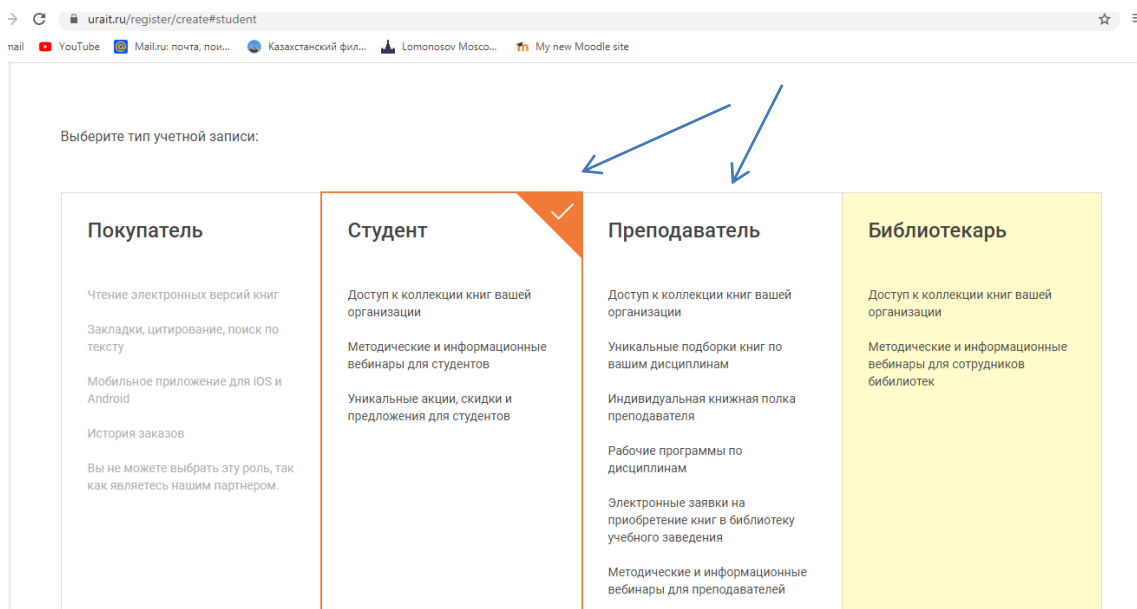 urait.ru/register/create#student
mail YouTube Mail.ru: почта, пои... Казахстанский фил... Lomonosov Mosco... My new Moodle site
Выберите тип учетной записи:
Покупатель
Чтение электронных версий книг
Закладки, цитирование, поиск по
тексту
Мобильное приложение для iOS и
Android
История заказов
Вы не можете выбрать эту роль, так
как являетесь нашим партнером.
Студент
Доступ к коллекции книг вашей
организации
Методические и информационные
вебинары для студентов
Уникальные акции, скидки и
предложения для студентов
Преподаватель
Доступ к коллекции книг вашей
организации
Уникальные подборки книг по
вашим дисциплинам
Индивидуальная книжная полка
преподавателя
Рабочие программы по
дисциплинам
Электронные заявки на
приобретение книг в библиотеку
учебного заведения
Методические и информационные
вебинары для преподавателей
Библиотекарь
Доступ к коллекции книг вашей
организации
Методические и информационные
вебинары для сотрудников
бибилиотек